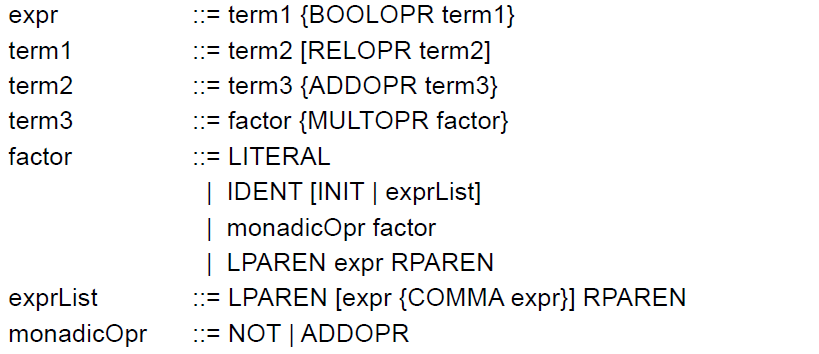 expr ::= term1 {BOOLOPR term1}
term1 ::= term2 [RELOPR term2]
term2 ::= term3 {ADDOPR term3}
term3 ::= factor {MULTOPR factor}
factor ::= LITERAL
| IDENT [INIT | exprList]
| monadicOpr factor
| LPAREN expr RPAREN
exprList ::= LPAREN [expr {COMMA expr}] RPAREN
monadicOpr ::= NOT | ADDOPR